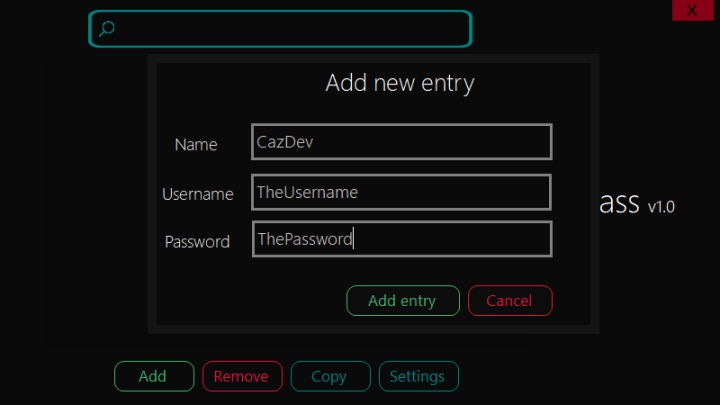 X
Add new entry
Name CazDev
Username TheUsername
ass v1.0
Password ThePassword
Add entry Cancel
Add Remove Copy Settings